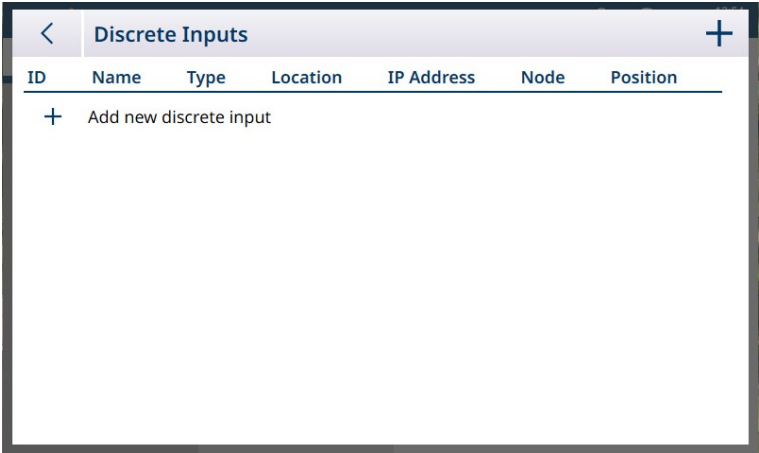 Discrete Inputs
ID Name Type Location IP Address Node Position
Add new discrete input